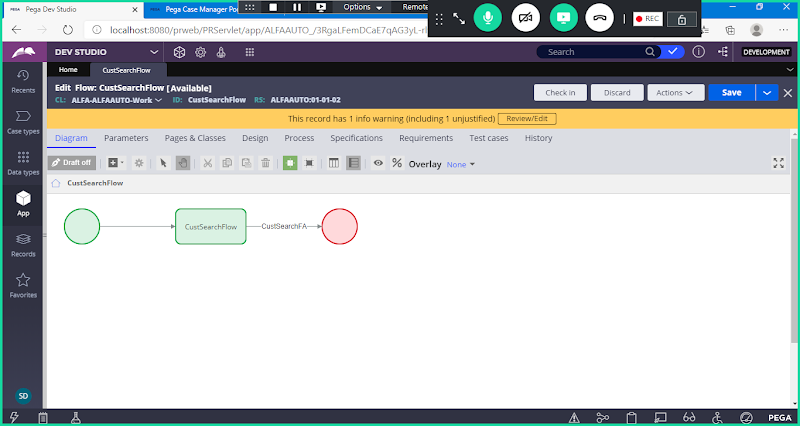 PEGA Pega Dev Studio
PEGA Pega Case Manager Po
Options
Remote
REC
localhost:8080/prweb/PRServlet/app/ALFAAUTO_/3RgaLFemDCaE7qAG3yL-rl
DEV STUDIO
Search
DEVELOPMENT
Home
CustSearchFlow
Edit Flow: CustSearchFlow [Available]
CL: ALFA-ALFAAUTO-Work ID: CustSearchFlow RS: ALFAAUTO:01-01-02
Check in
Discard
Actions
Save
This record has 1 info warning (including 1 unjustified)
Review/Edit
Diagram Parameters Pages & Classes Design Process Specifications Requirements Test cases History
Draft off
Overlay None
CustSearchFlow
CustSearchFlow
CustSearchFA
Recents
Case types
Data types
App
Records
Favorites
SD
PEGA